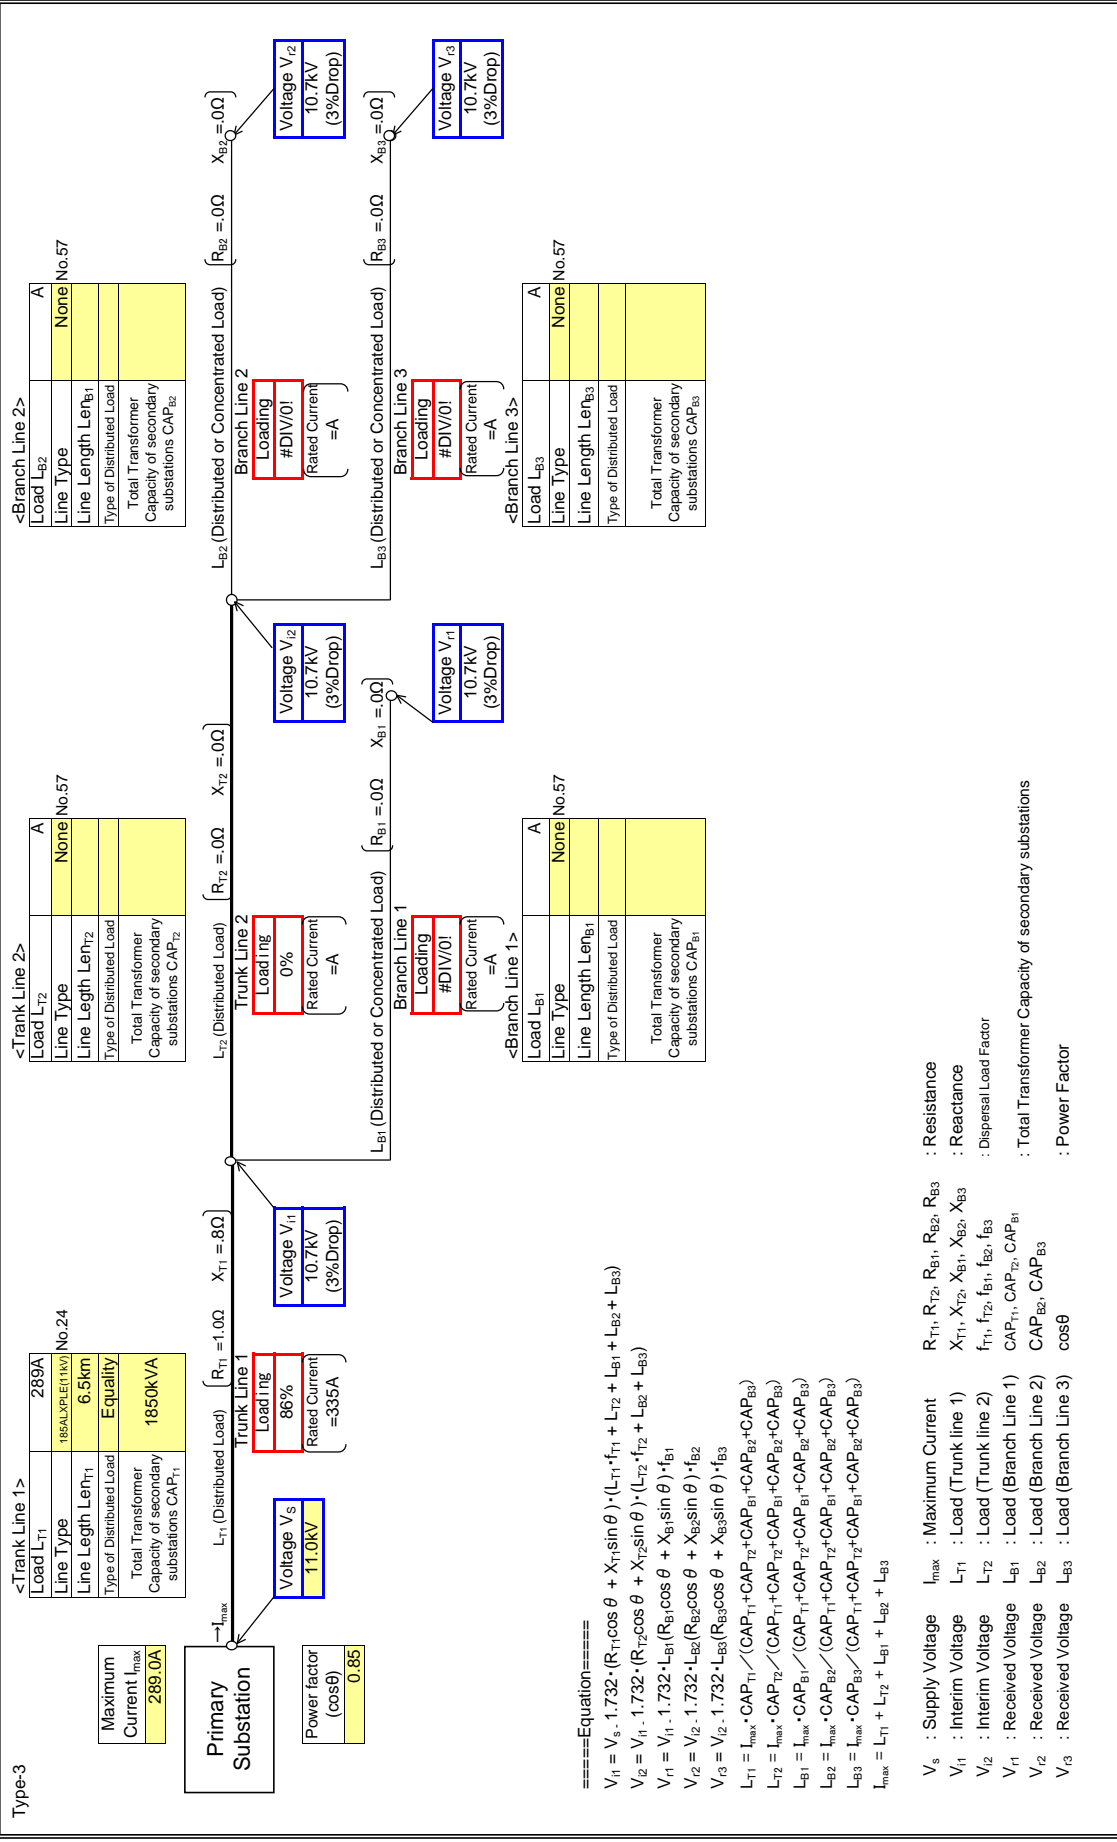 Type-3
Maximum
Current Imax
289.0A
Primary
Substation
Power factor
(cosθ)
0.85
→Imax
Voltage VS
11.0kV
<Trank Line 1>
Load LT1 289A
Line Type 185ALXPLE(11kV) No.24
Line Legth LenT1 6.5km
Type of Distributed Load Equality
Total Transformer
Capacity of secondary
substations CAPT1
1850kVA
LT1 (Distributed Load) RT1 =1.0Ω XT1 =.8Ω
Trunk Line 1
Loading
86%
Rated Current
=335A
Voltage Vi1
10.7kV
(3%Drop)
<Trank Line 2>
Load LT2 A
Line Type None No.57
Line Legth LenT2
Type of Distributed Load
Total Transformer
Capacity of secondary
substations CAPT2
LT2 (Distributed Load) RT2 =.0Ω XT2 =.0Ω
Trunk Line 2
Loading
0%
Rated Current
=A
Voltage Vi2
10.7kV
(3%Drop)
LB1 (Distributed or Concentrated Load) RB1 =.0Ω XB1 =.0Ω
Branch Line 1
Loading
#DIV/0!
Rated Current
=A
Voltage Vr1
10.7kV
(3%Drop)
<Branch Line 1>
Load LB1 A
Line Type None No.57
Line Length LenB1
Type of Distributed Load
Total Transformer
Capacity of secondary
substations CAPB1
<Branch Line 2>
Load LB2 A
Line Type None No.57
Line Length LenB1
Type of Distributed Load
Total Transformer
Capacity of secondary
substations CAPB2
LB2 (Distributed or Concentrated Load) RB2 =.0Ω XB2 =.0Ω
Branch Line 2
Loading
#DIV/0!
Rated Current
=A
Voltage Vr2
10.7kV
(3%Drop)
LB3 (Distributed or Concentrated Load) RB3 =.0Ω XB3 =.0Ω
Branch Line 3
Loading
#DIV/0!
Rated Current
=A
Voltage Vr3
10.7kV
(3%Drop)
<Branch Line 3>
Load LB3 A
Line Type None No.57
Line Length LenB3
Type of Distributed Load
Total Transformer
Capacity of secondary
substations CAPB3
=====Equation=====
Vi1 = Vs - 1.732・(RT1cos θ + XT1sin θ)・(LT1・fT1 + LT2 + LB1 + LB2 + LB3)
Vi2 = Vi1 - 1.732・(RT2cos θ + XT2sin θ)・(LT2・fT2 + LB2 + LB3)
Vr1 = Vi1 - 1.732・LB1(RB1cos θ + XB1sin θ)・fB1
Vr2 = Vi2 - 1.732・LB2(RB2cos θ + XB2sin θ)・fB2
Vr3 = Vi2 - 1.732・LB3(RB3cos θ + XB3sin θ)・fB3
LT1 = Imax・CAPT1／(CAPT1+CAPT2+CAPB1+CAPB2+CAPB3)
LT2 = Imax・CAPT2／(CAPT1+CAPT2+CAPB1+CAPB2+CAPB3)
LB1 = Imax・CAPB1／(CAPT1+CAPT2+CAPB1+CAPB2+CAPB3)
LB2 = Imax・CAPB2／(CAPT1+CAPT2+CAPB1+CAPB2+CAPB3)
LB3 = Imax・CAPB3／(CAPT1+CAPT2+CAPB1+CAPB2+CAPB3)
Imax = LT1 + LT2 + LB1 + LB2 + LB3
Vs : Supply Voltage Imax : Maximum Current RT1, RT2, RB1, RB2, RB3 : Resistance
Vi1 : Interim Voltage LT1 : Load (Trunk line 1) XT1, XT2, XB1, XB2, XB3 : Reactance
Vi2 : Interim Voltage LT2 : Load (Trunk line 2) fT1, fT2, fB1, fB2, fB3 : Dispersal Load Factor
Vr1 : Received Voltage LB1 : Load (Branch Line 1) CAPT1, CAPT2, CAPB1
Vr2 : Received Voltage LB2 : Load (Branch Line 2) CAPB2, CAPB3 : Total Transformer Capacity of secondary substations
Vr3 : Received Voltage LB3 : Load (Branch Line 3) cosθ : Power Factor